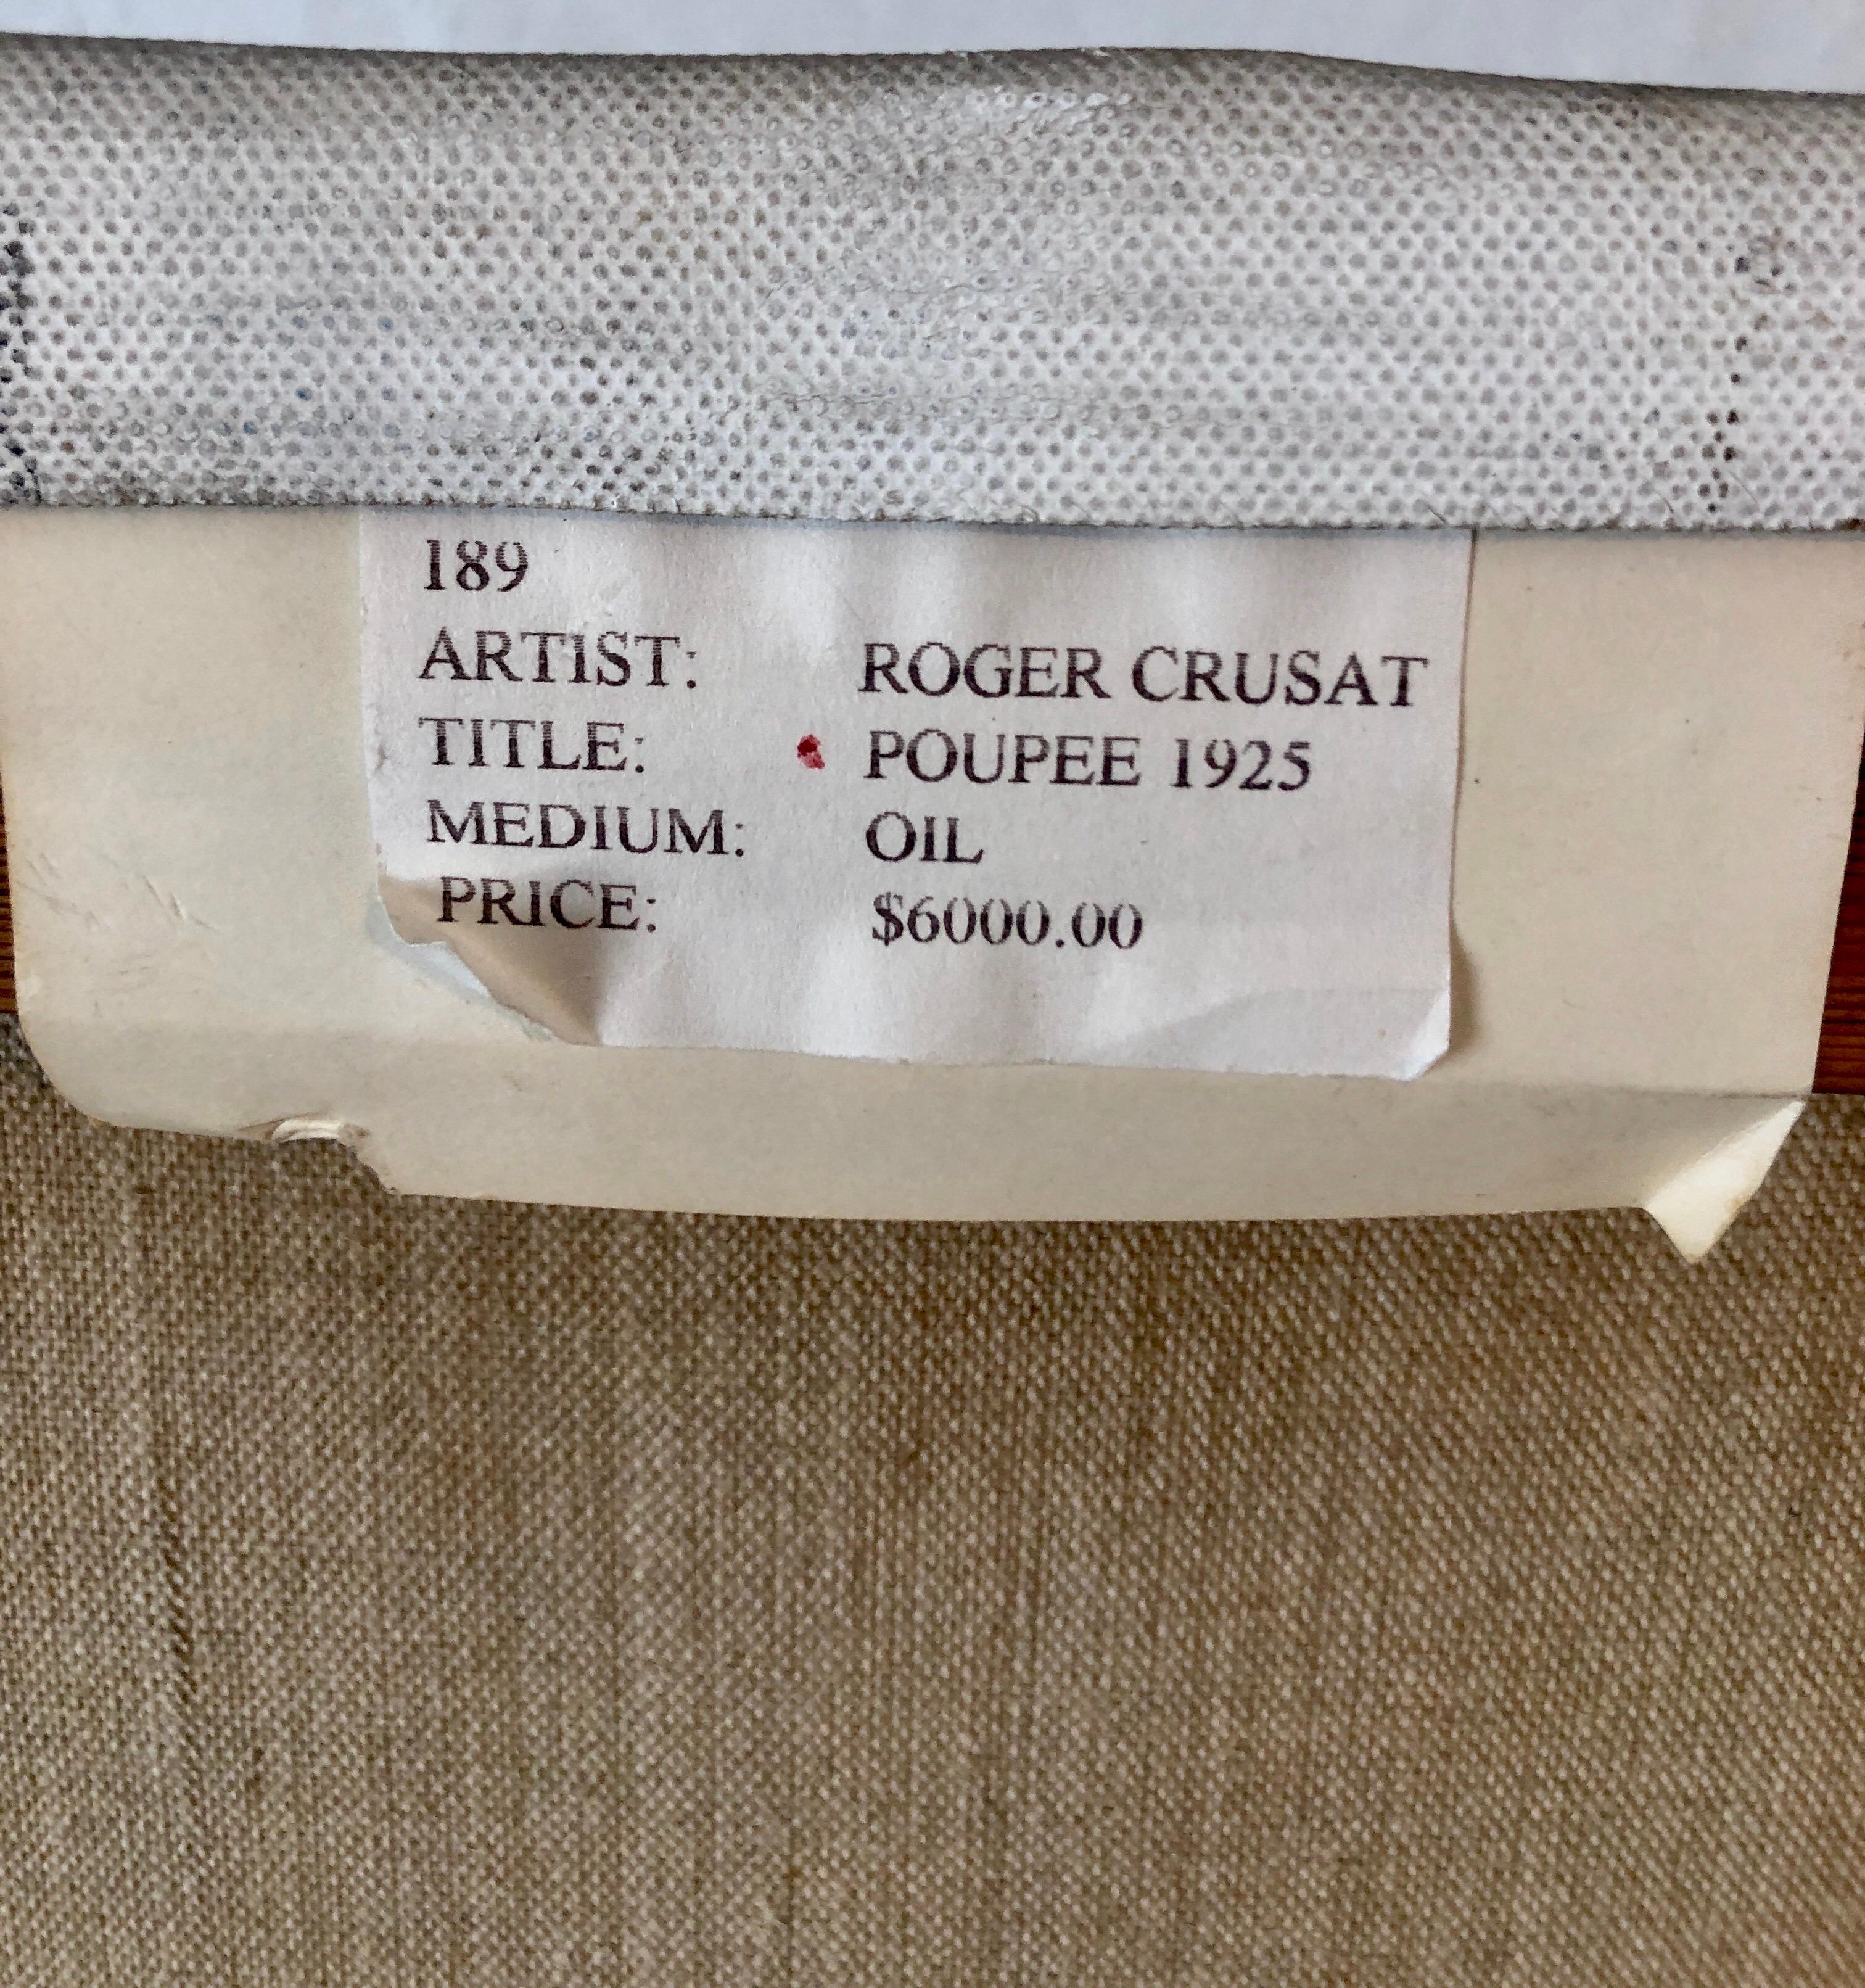 189
ARTIST: ROGER CRUSAT
TITLE: POUPEE 1925
MEDIUM: OIL
PRICE: $6000.00